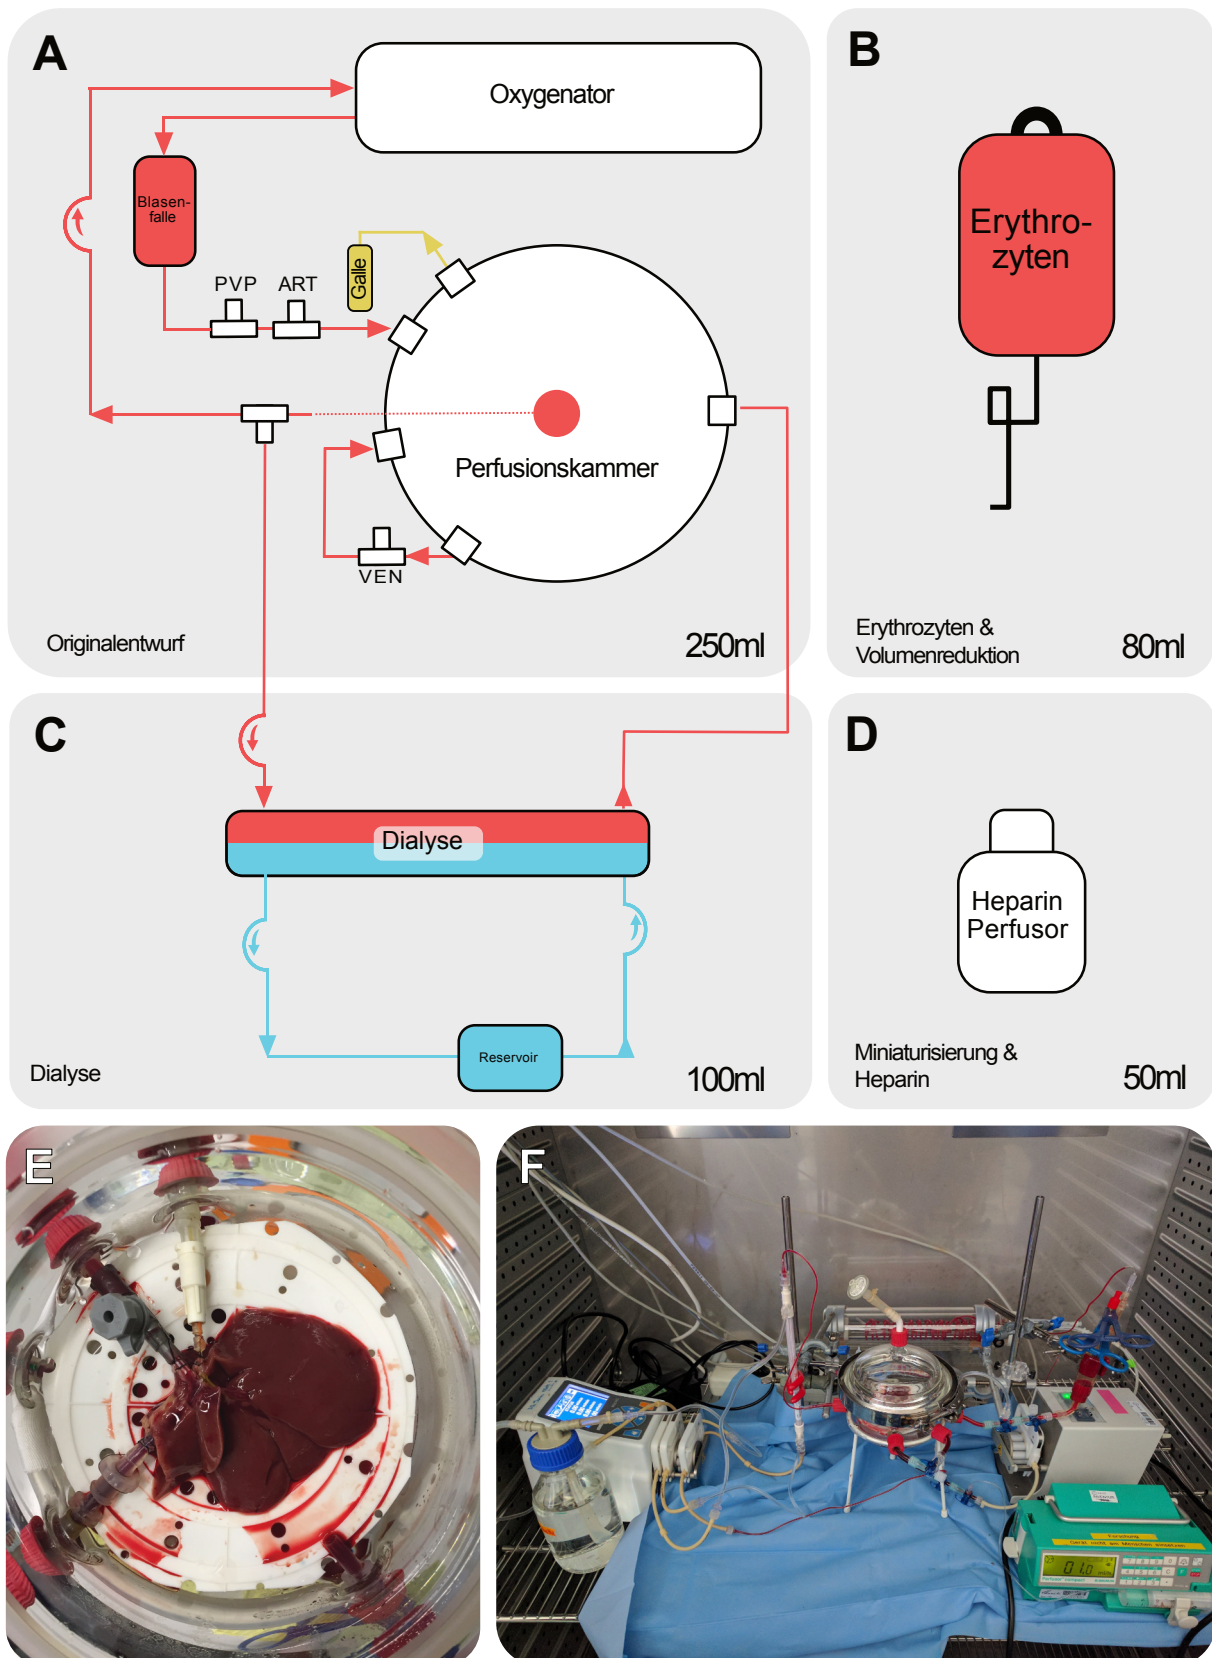 A
Oxygenator
Blasen-
falle
PVP ART
Galle
Perfusionskammer
VEN
Originalentwurf
250ml
B
Erythro-
zyten
Erythrozyten &
Volumenreduktion
80ml
C
Dialyse
Reservoir
Dialyse
100ml
D
Heparin
Perfusor
Miniaturisierung &
Heparin
50ml
E
F
Forschung